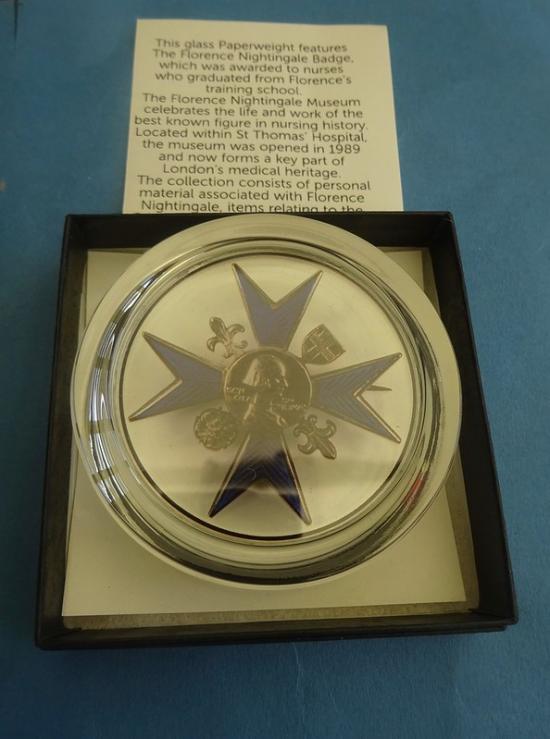 This glass Paperweight features
The Florence Nightingale Badge,
which was awarded to nurses
who graduated from Florence's
training school.
The Florence Nightingale Museum
celebrates the life and work of the
best known figure in nursing history.
Located within St Thomas' Hospital,
the museum was opened in 1989
and now forms a key part of
London's medical heritage.
The collection consists of personal
material associated with Florence
Nightingale, items relating to the